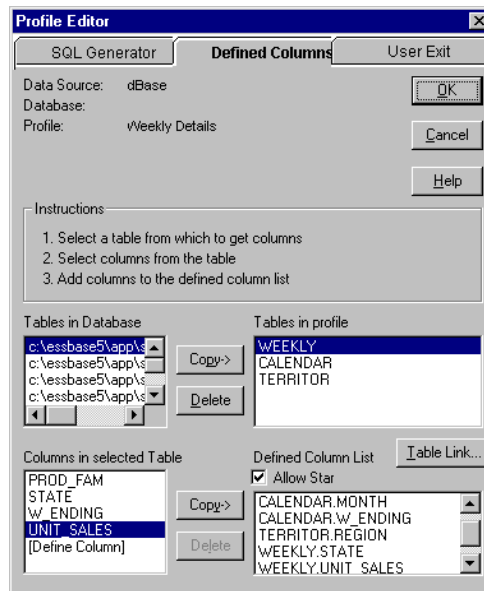 Profile Editor
SQL Generator
Defined Columns
User Exit
Data Source: dBase
Database:
Profile: Weekly Details
OK
Cancel
Help
Instructions
1. Select a table from which to get columns
2. Select columns from the table
3. Add columns to the defined column list
Tables in Database
c:\essbase5\app\s
c:\essbase5\app\s
c:\essbase5\app\s
c:\essbase5\app\s
Copy->
Delete
Tables in profile
WEEKLY
CALENDAR
TERRITOR
Columns in selected Table
PROD_FAM
STATE
W_ENDING
UNIT_SALES
[Define Column]
Copy->
Delete
Defined Column List
Table Link...
Allow Star
CALENDAR.MONTH
CALENDAR.W_ENDING
TERRITOR.REGION
WEEKLY.STATE
WEEKLY.UNIT_SALES